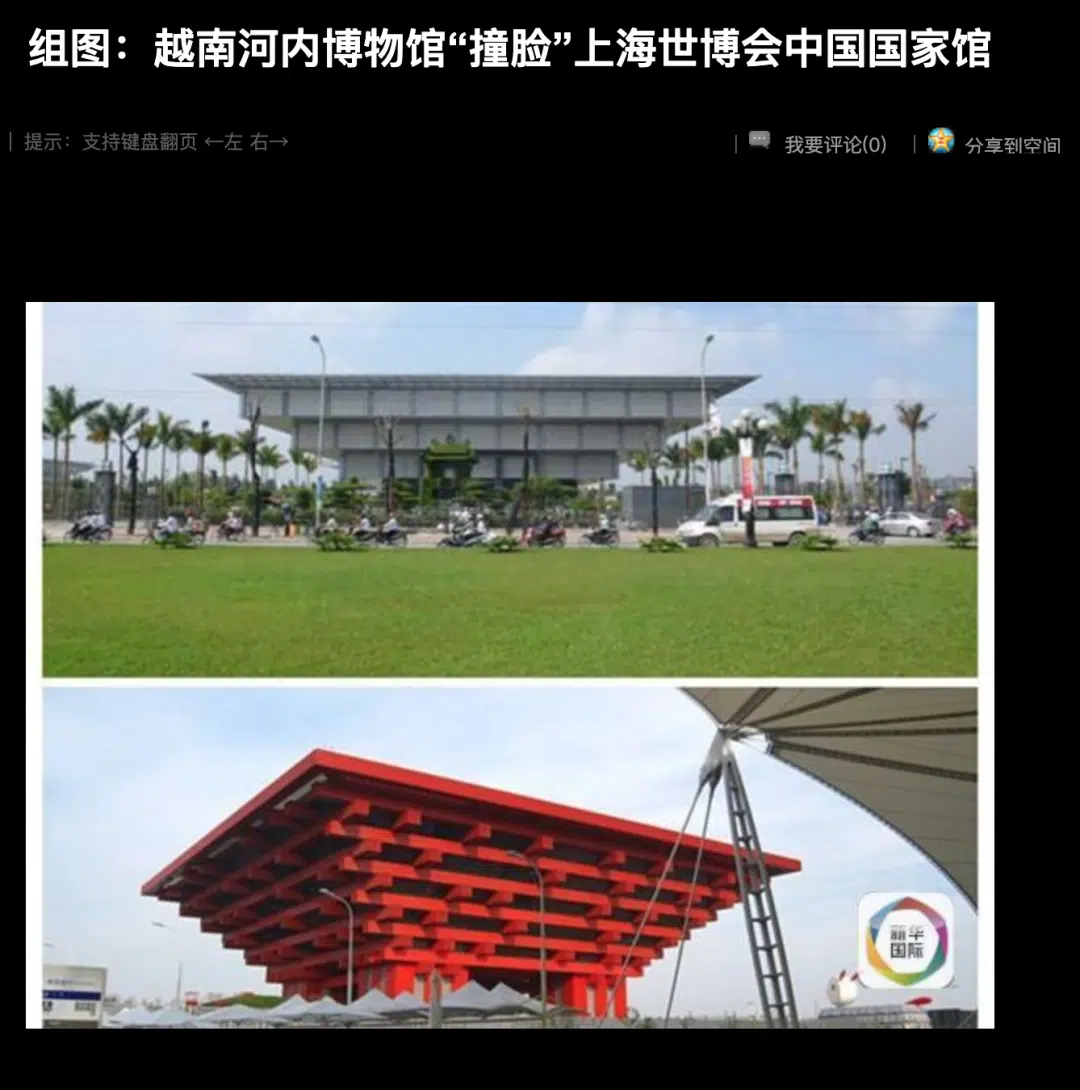 组图：越南河内博物馆“撞脸”上海世博会中国国家馆
| 提示：支持键盘翻页 ←左 右→ | 我要评论(0) | 分享到空间
新华
国际